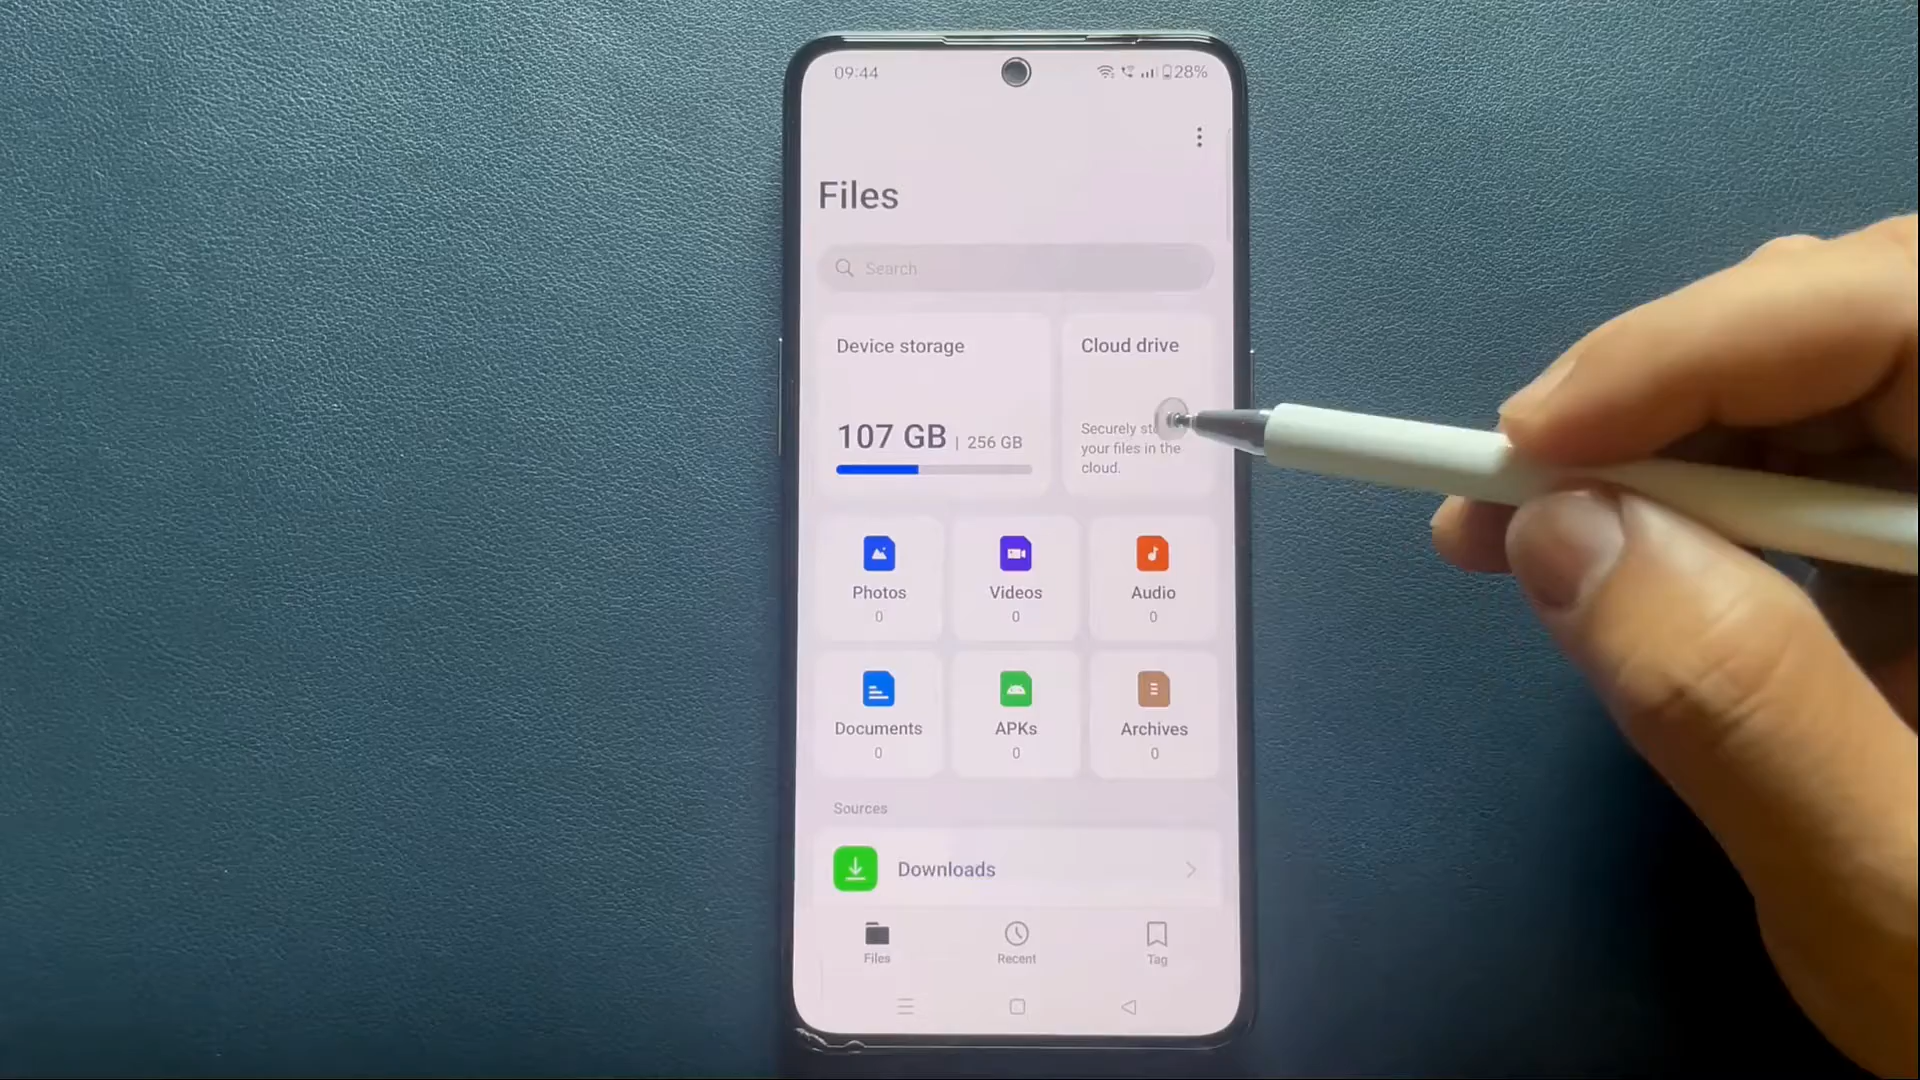 09:44
28%
Files
Search
Device storage
Cloud drive
107 GB | 256 GB
Securely
your files in the
cloud.
Photos
0
Videos
0
Audio
0
Documents
0
APKs
0
Archives
0
Sources
Downloads
Files
Recent
Tag